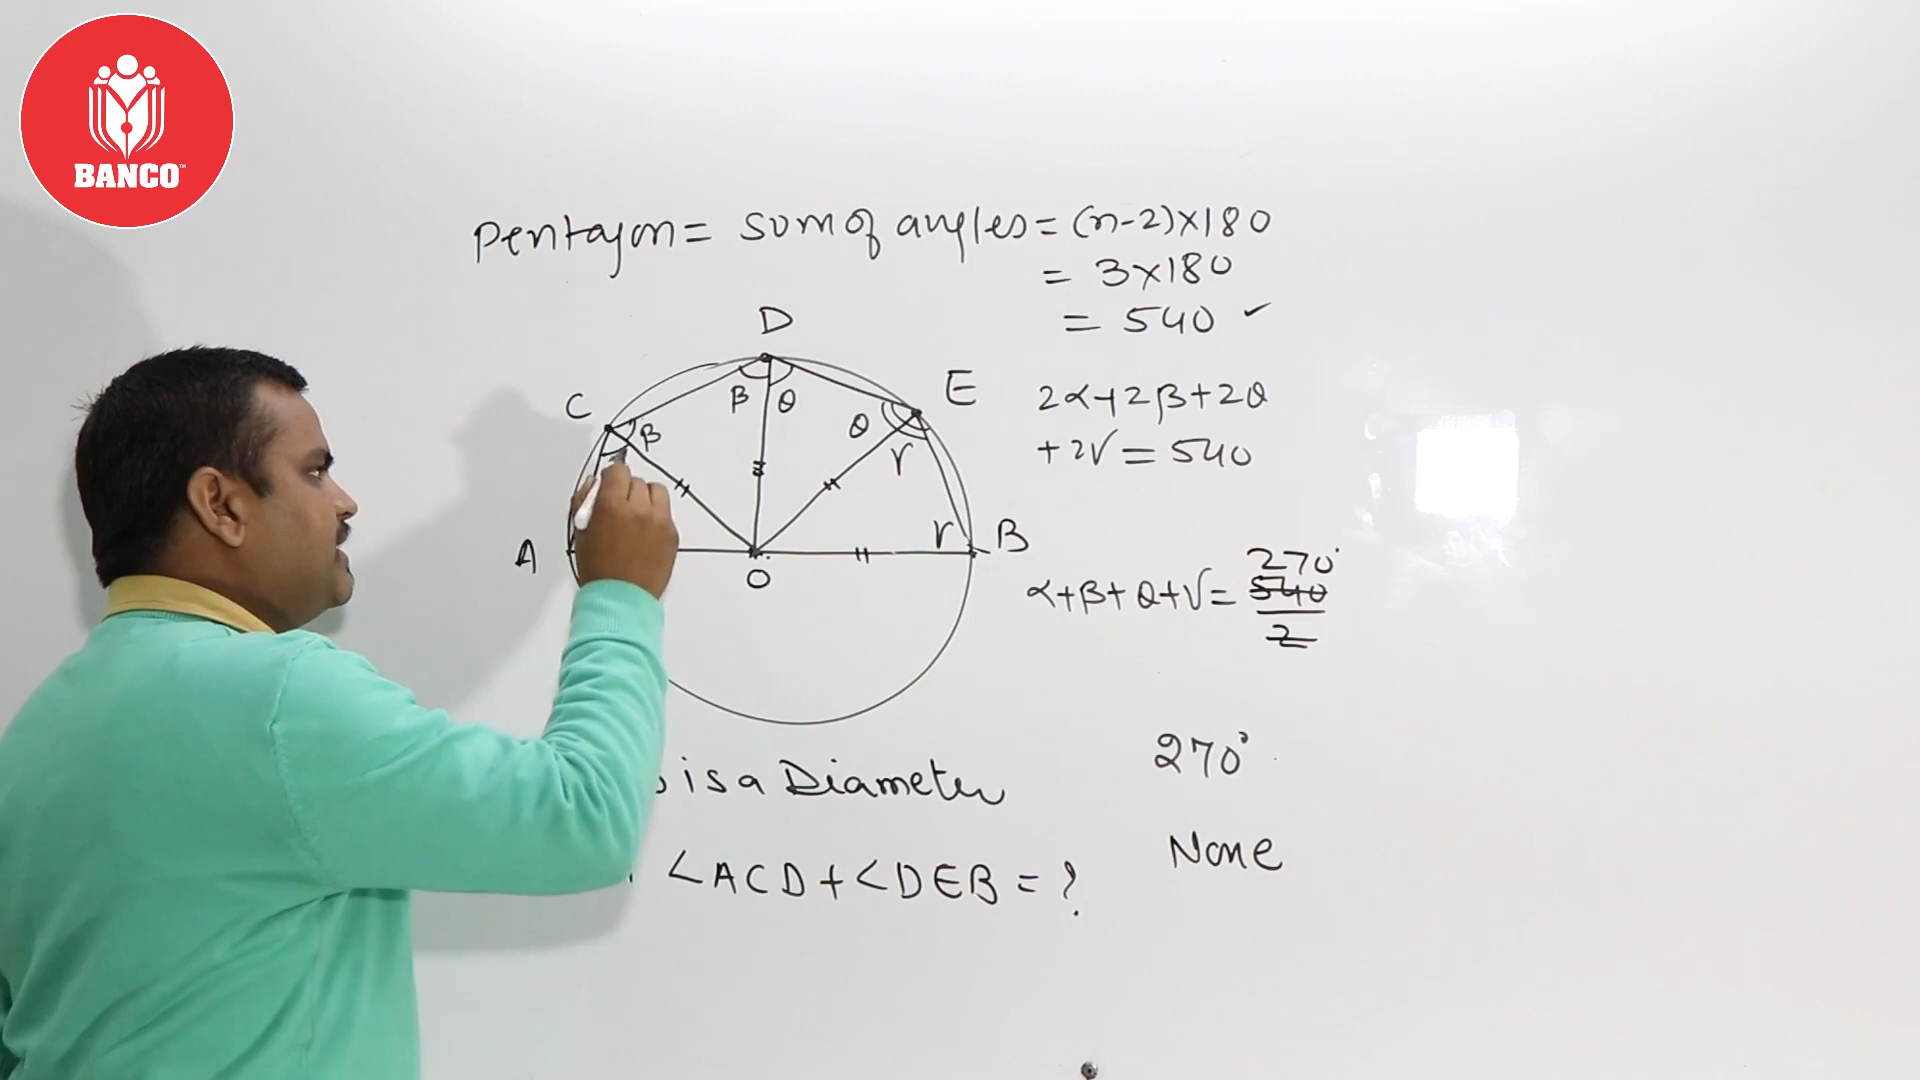 BANCO™
pentagon = sum of angles = (n-2)×180
= 3×180
= 540 ✓
D
C
E
β θ
β
θ
r
2α+2β+2θ
+2γ = 540
A
O
r
B
α+β+θ+γ = 540/2
270°
is a Diameter
270°
∠ACD+∠DEB = ?
None